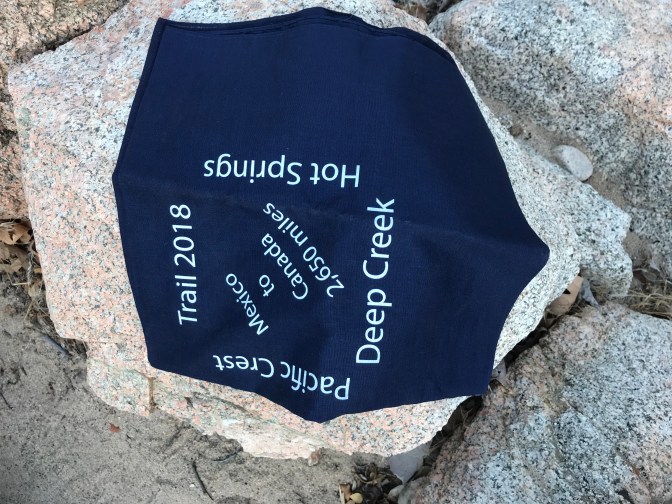 Pacific Crest
Trail 2018
Mexico
to
Canada
2,650 miles
Deep Creek
Hot Springs